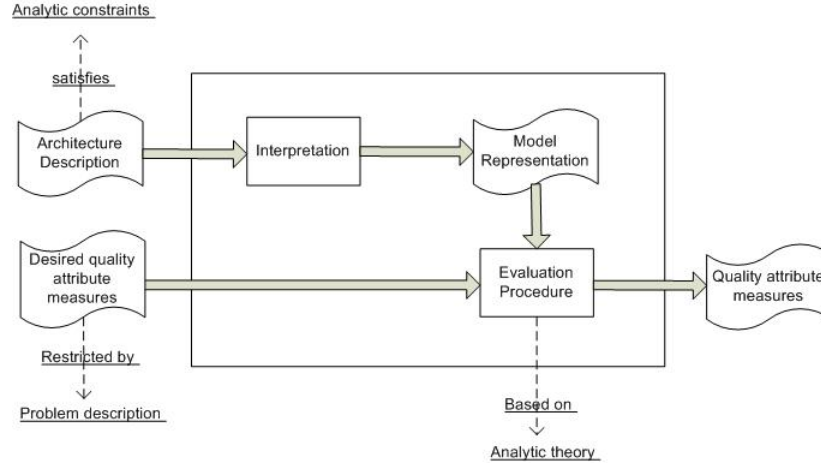 Analytic constraints
satisfies
Architecture
Description
Interpretation
Model
Representation
Desired quality
attribute
measures
Evaluation
Procedure
Quality attribute
measures
Restricted by
Problem description
Based on
Analytic theory